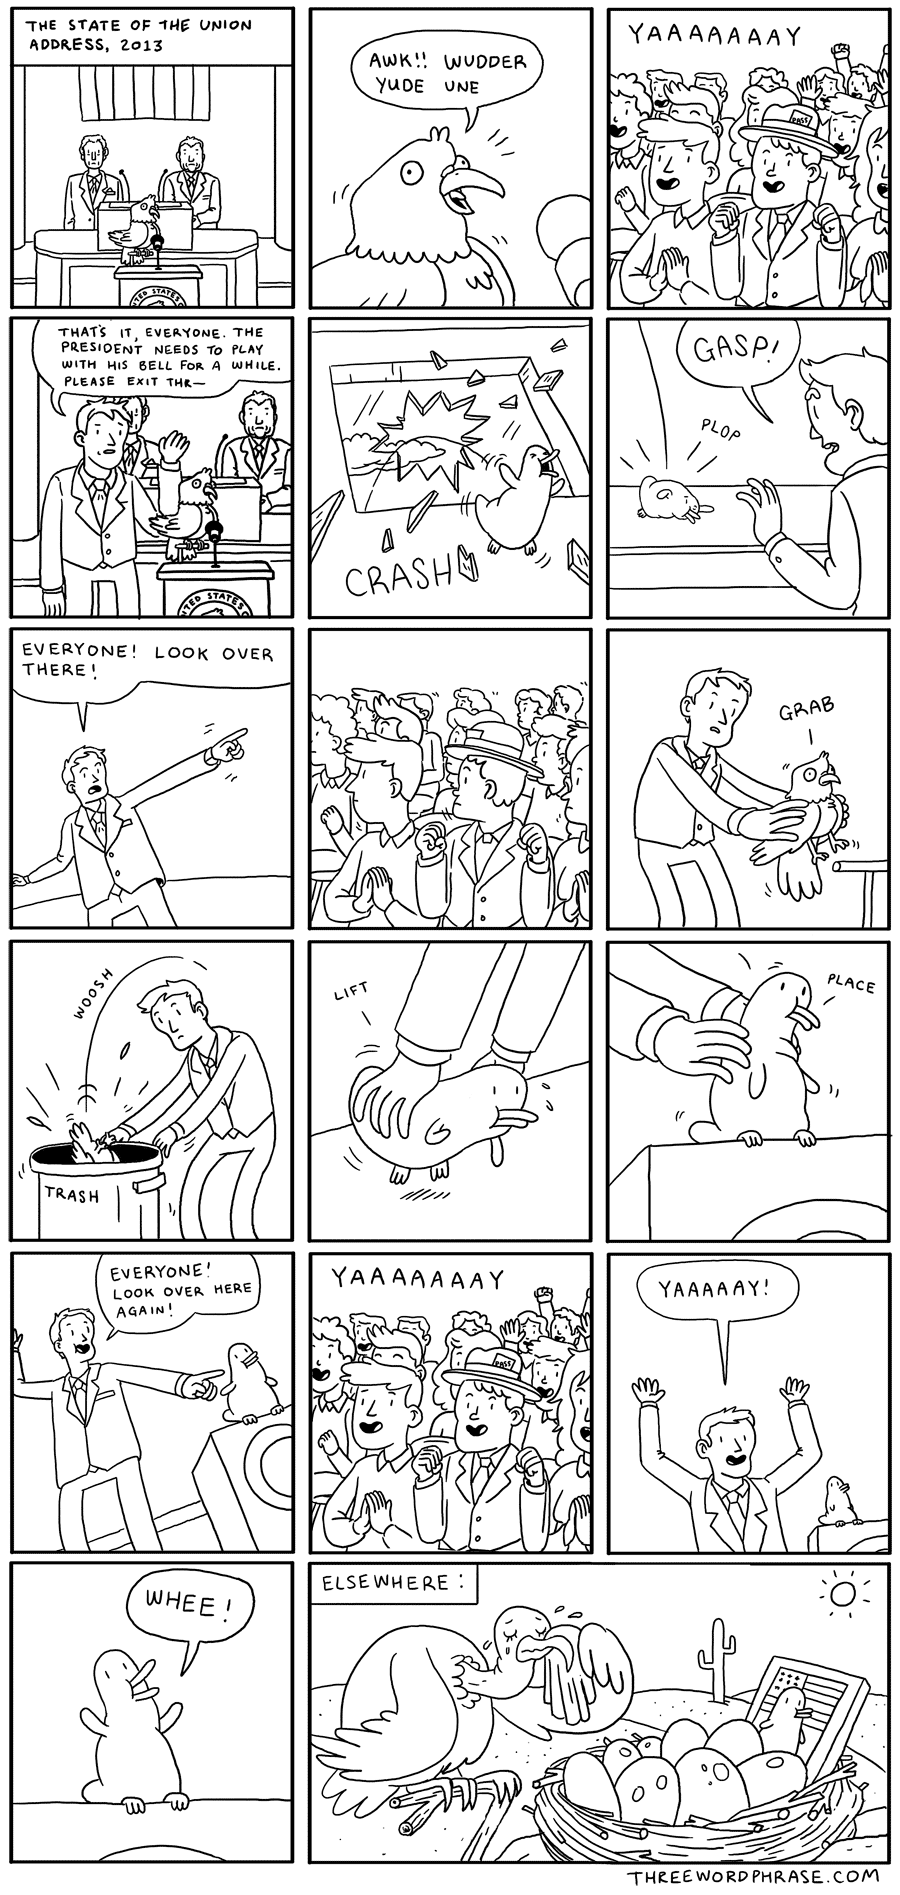 THE STATE OF THE UNION
ADDRESS, 2013
UNITED STATES
AWK!! WUDDER
YUDE UNE
YAAAAAAAY
PASS
THAT'S IT, EVERYONE. THE
PRESIDENT NEEDS TO PLAY
WITH HIS BELL FOR A WHILE.
PLEASE EXIT THR—
ITED STATES
CRASH
GASP!
PLOP
EVERYONE! LOOK OVER
THERE!
GRAB
WOOSH
TRASH
LIFT
PLACE
EVERYONE!
LOOK OVER HERE
AGAIN!
YAAAAAAAY
PASS
YAAAAAY!
WHEE!
ELSEWHERE:
THREEWORDPHRASE.COM